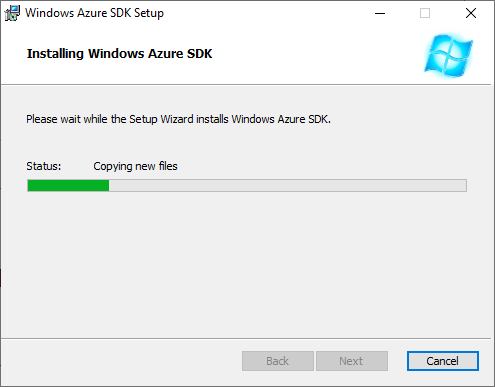 Windows Azure SDK Setup
Installing Windows Azure SDK
Please wait while the Setup Wizard installs Windows Azure SDK.
Status: Copying new files
Back Next Cancel